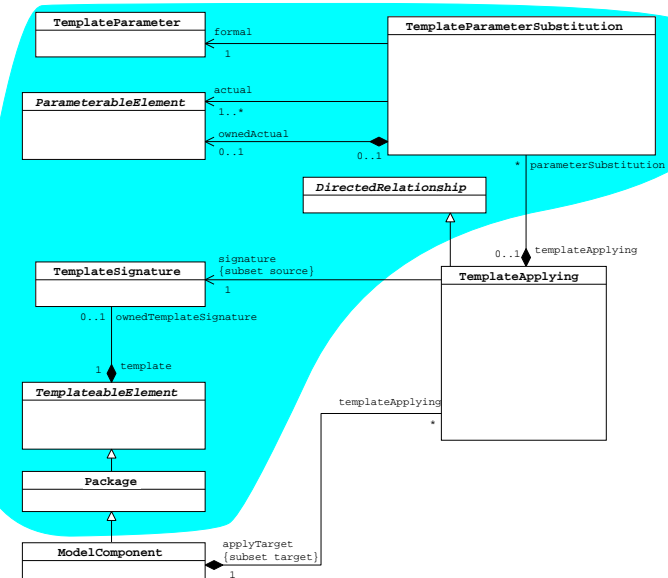 TemplateParameter
TemplateParameterSubstitution
formal
1
actual
ParameterableElement
1..*
ownedActual
0..1
0..1
* parameterSubstitution
DirectedRelationship
0..1 templateApplying
signature
{subset source}
TemplateSignature
1
TemplateApplying
0..1 ownedTemplateSignature
1 template
TemplateableElement
templateApplying
*
Package
applyTarget
{subset target}
ModelComponent
1